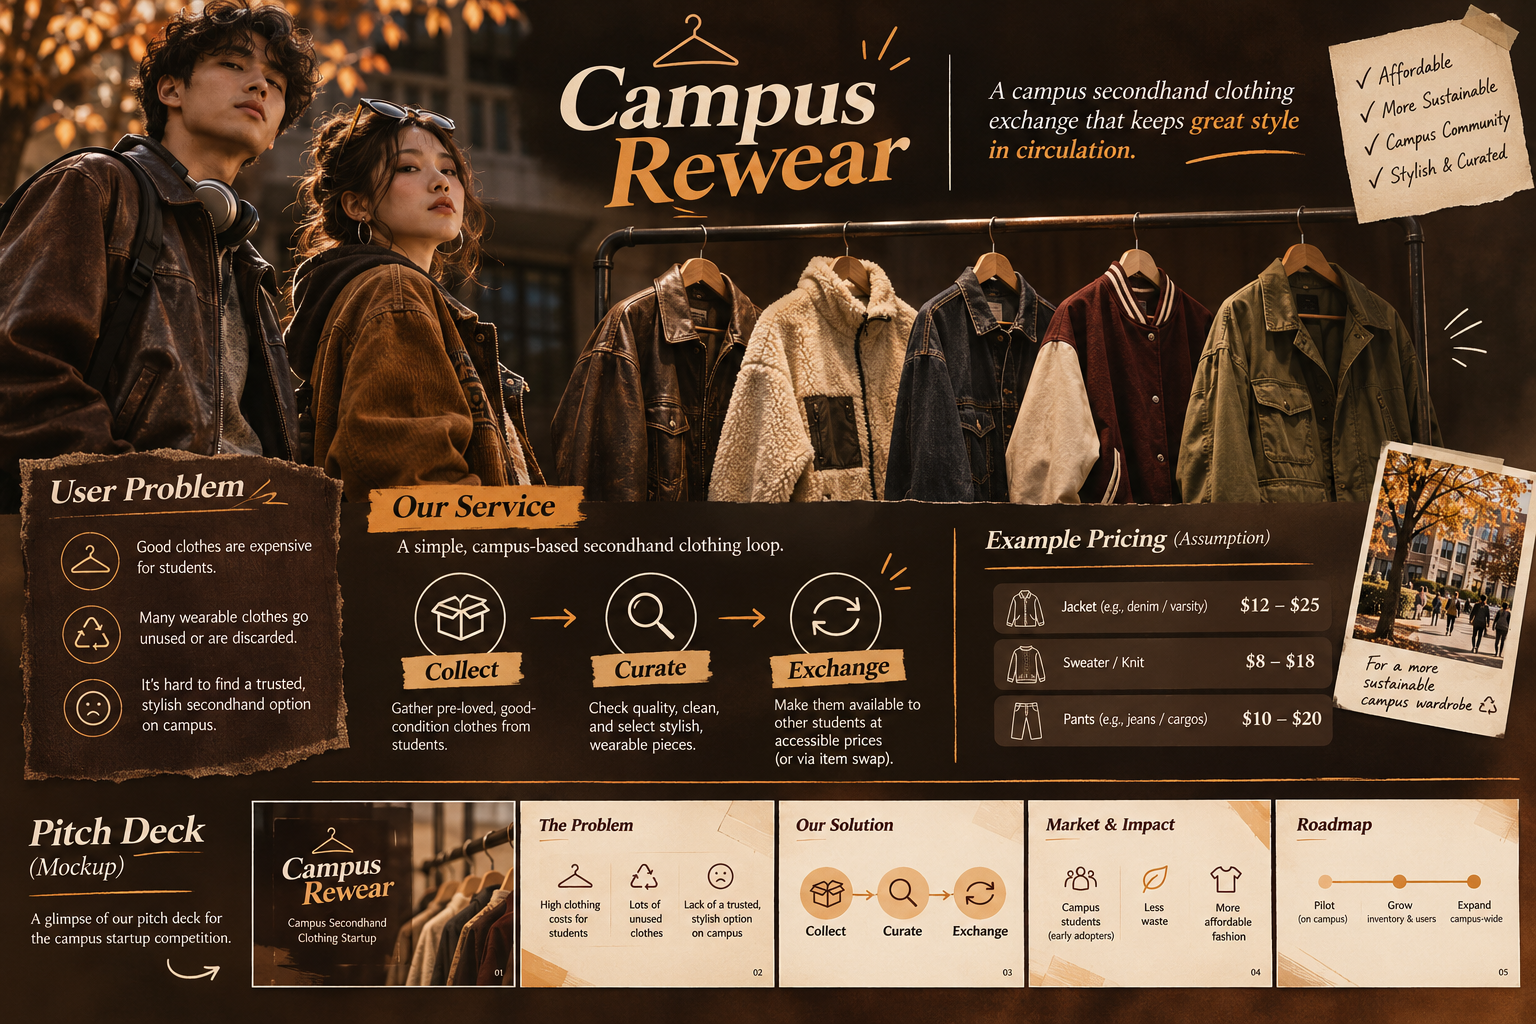 Campus
Rewear
A campus secondhand clothing
exchange that keeps great style
in circulation.
✓ Affordable
✓ More Sustainable
✓ Campus Community
✓ Stylish & Curated
User Problem
Good clothes are expensive
for students.
Many wearable clothes go
unused or are discarded.
It's hard to find a trusted,
stylish secondhand option
on campus.
Our Service
A simple, campus-based secondhand clothing loop.
Collect
Gather pre-loved, good-
condition clothes from
students.
Curate
Check quality, clean,
and select stylish,
wearable pieces.
Exchange
Make them available to
other students at
accessible prices
(or via item swap).
Example Pricing (Assumption)
Jacket (e.g., denim / varsity) $12 – $25
Sweater / Knit $8 – $18
Pants (e.g., jeans / cargos) $10 – $20
For a more
sustainable
campus wardrobe
Pitch Deck
(Mockup)
A glimpse of our pitch deck for
the campus startup competition.
Campus
Rewear
Campus Secondhand
Clothing Startup
01
The Problem
High clothing
costs for
students
Lots of
unused
clothes
Lack of a trusted,
stylish option
on campus
02
Our Solution
Collect
Curate
Exchange
03
Market & Impact
Campus
students
(early adopters)
Less
waste
More
affordable
fashion
04
Roadmap
Pilot
(on campus)
Grow
inventory & users
Expand
campus-wide
05